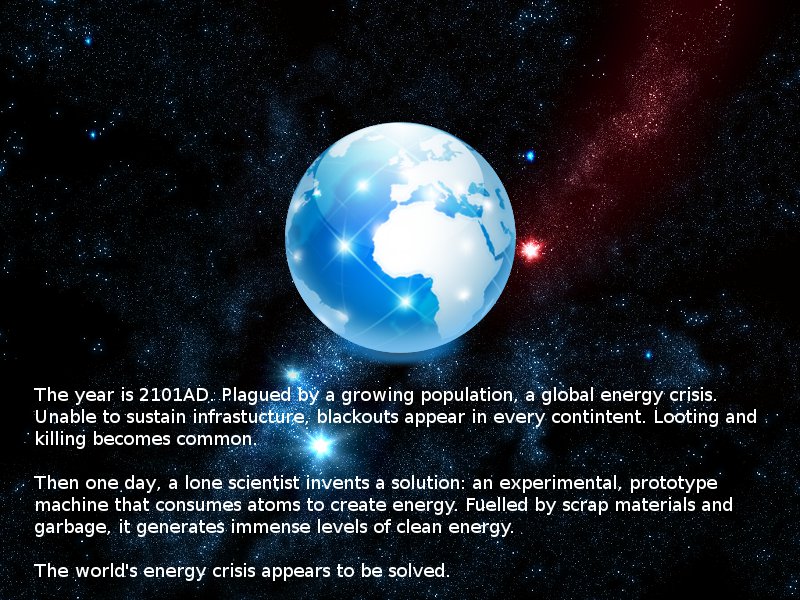 The year is 2101AD. Plagued by a growing population, a global energy crisis.
Unable to sustain infrastucture, blackouts appear in every contintent. Looting and
killing becomes common.
Then one day, a lone scientist invents a solution: an experimental, prototype
machine that consumes atoms to create energy. Fuelled by scrap materials and
garbage, it generates immense levels of clean energy.
The world's energy crisis appears to be solved.